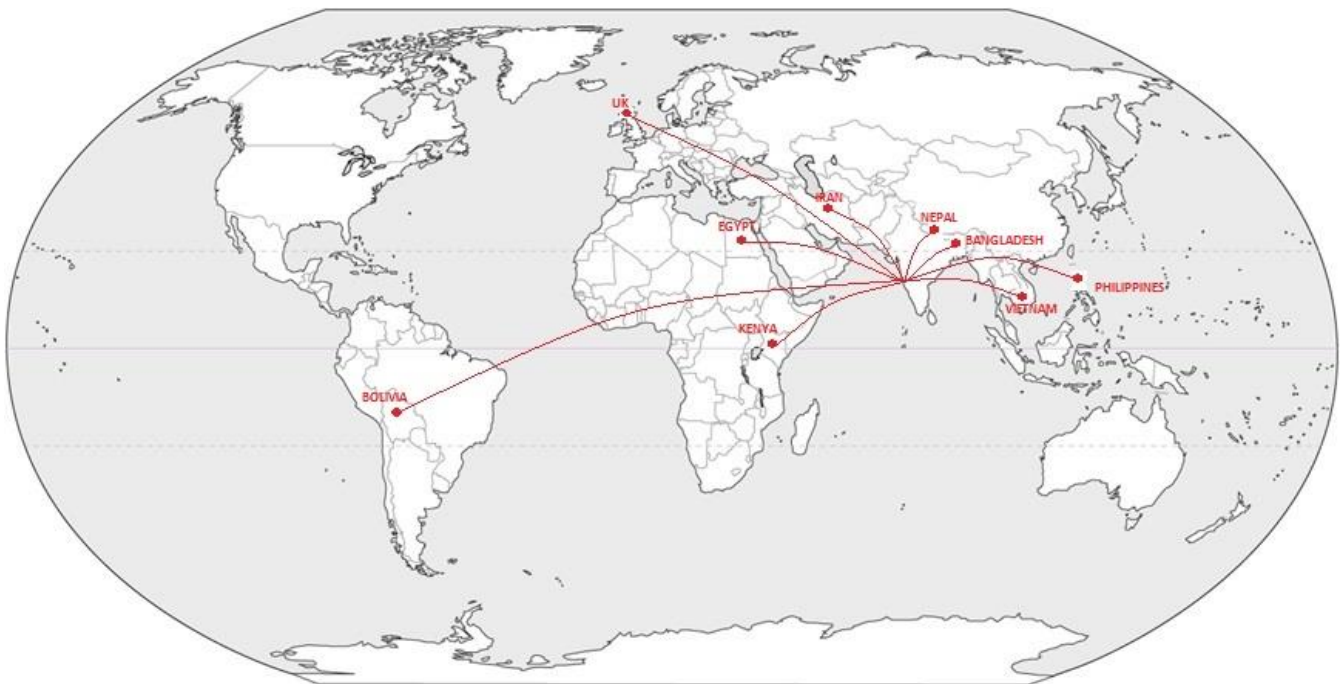 UK
IRAN
NEPAL
EGYPT
BANGLADESH
PHILIPPINES
VIETNAM
KENYA
BOLIVIA